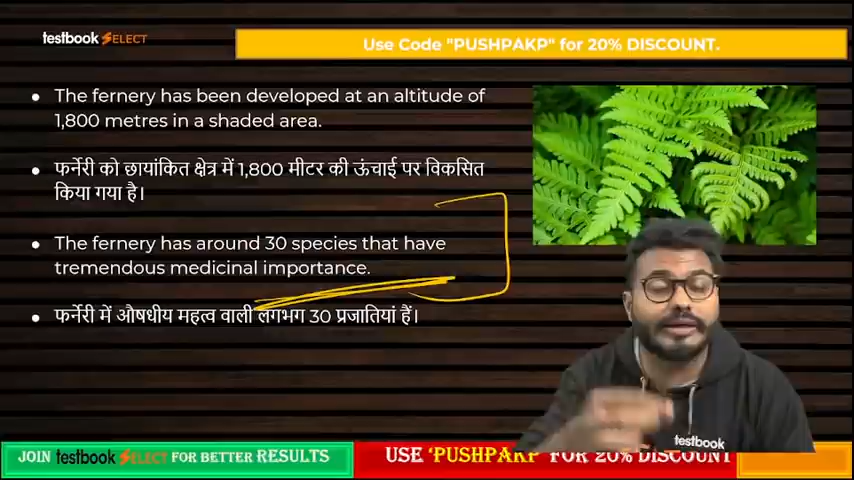 testbook SELECT
Use Code "PUSHPAKP" for 20% DISCOUNT.
The fernery has been developed at an altitude of
1,800 metres in a shaded area.
फर्नेरी को छायांकित क्षेत्र में 1,800 मीटर की ऊंचाई पर विकसित
किया गया है।
The fernery has around 30 species that have
tremendous medicinal importance.
फर्नेरी में औषधीय महत्व वाली लगभग 30 प्रजातियां हैं।
testbook
JOIN testbook SELECT FOR BETTER RESULTS
USE 'PUSHPAKP' FOR 20% DISCOUNT